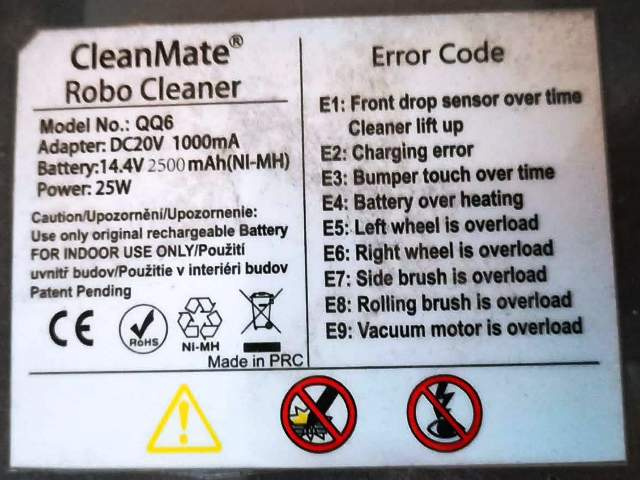 CleanMate®
Robo Cleaner
Model No.: QQ6
Adapter: DC20V 1000mA
Battery:14.4V 2500 mAh(NI-MH)
Power: 25W
Caution/Upozornění/Upozornenie:
Use only original rechargeable Battery
FOR INDOOR USE ONLY/Použití
uvnitř budov/Použitie v interiéri budov
Patent Pending
CE
RoHS
Ni-MH
Made in PRC
Error Code
E1: Front drop sensor over time
Cleaner lift up
E2: Charging error
E3: Bumper touch over time
E4: Battery over heating
E5: Left wheel is overload
E6: Right wheel is overload
E7: Side brush is overload
E8: Rolling brush is overload
E9: Vacuum motor is overload